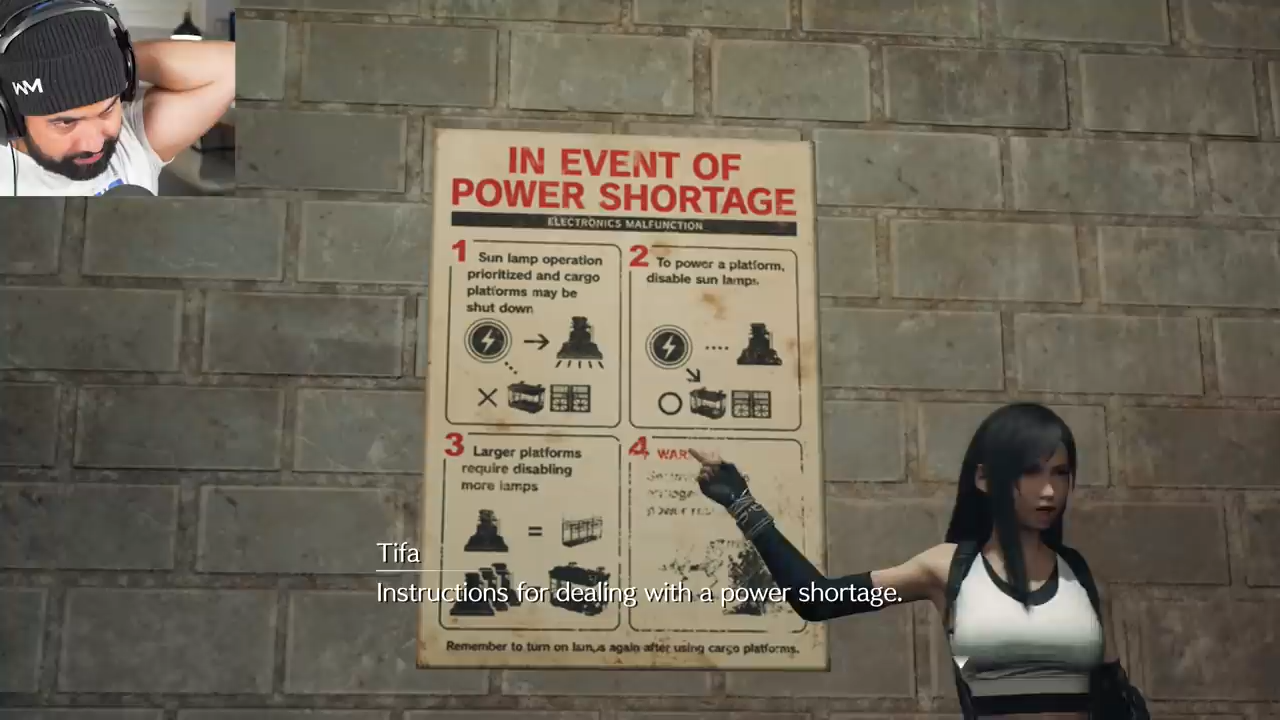 WM
IN EVENT OF
POWER SHORTAGE
ELECTRONICS MALFUNCTION
1 Sun lamp operation
prioritized and cargo
platforms may be
shut down
2 To power a platform,
disable sun lamps.
3 Larger platforms
require disabling
more lamps
4
Tifa
Instructions for dealing with a power shortage.
Remember to turn on lamps again after using cargo platforms.